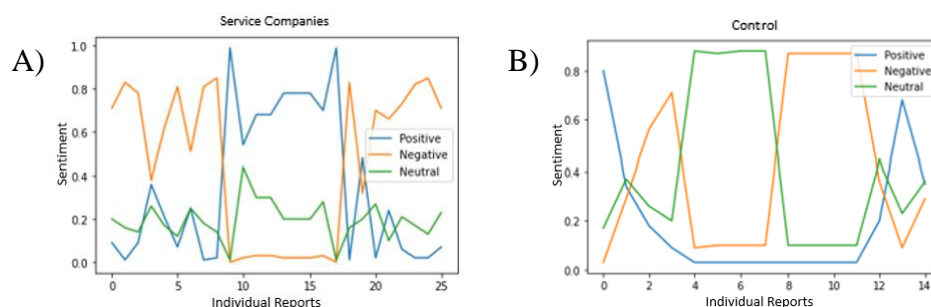 Service Companies
A)
Sentiment
1.0
0.8
0.6
0.4
0.2
0.0
Positive
Negative
Neutral
0 5 10 15 20 25
Individual Reports
Control
B)
Sentiment
0.8
0.6
0.4
0.2
0.0
Positive
Negative
Neutral
0 2 4 6 8 10 12 14
Individual Reports